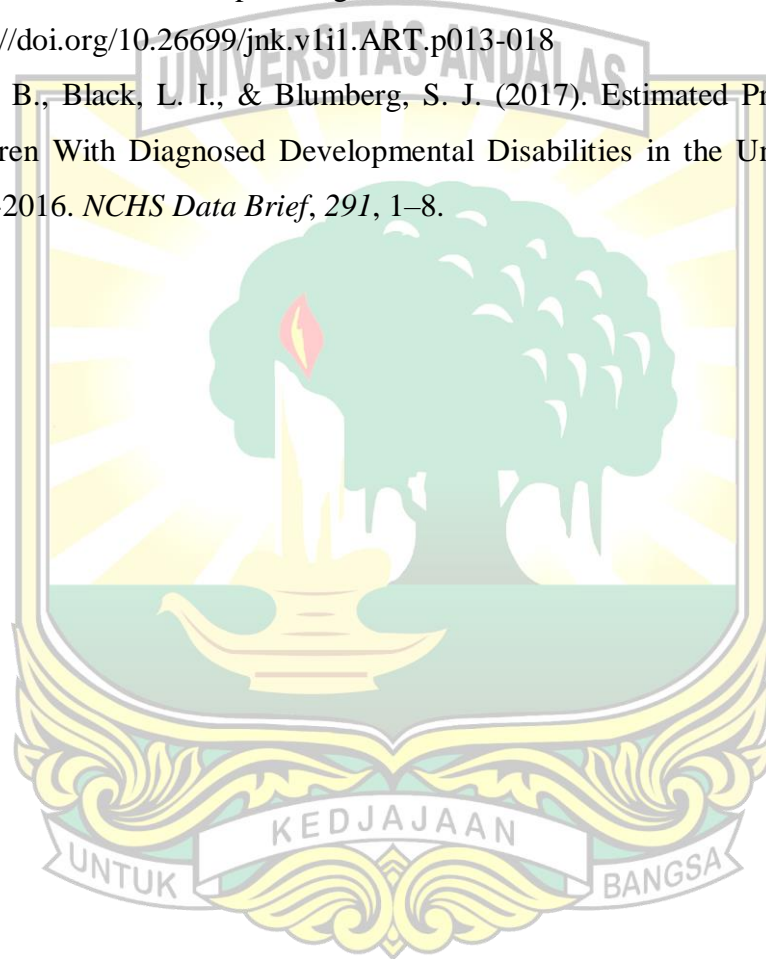 //doi.org/10.26699/jnk.v1i1.ART.p013-018
UNIVERSITAS ANDALAS
B., Black, L. I., & Blumberg, S. J. (2017). Estimated Pr
ren With Diagnosed Developmental Disabilities in the Un
-2016. NCHS Data Brief, 291, 1–8.
KEDJAJAAN
UNTUK BANGSA